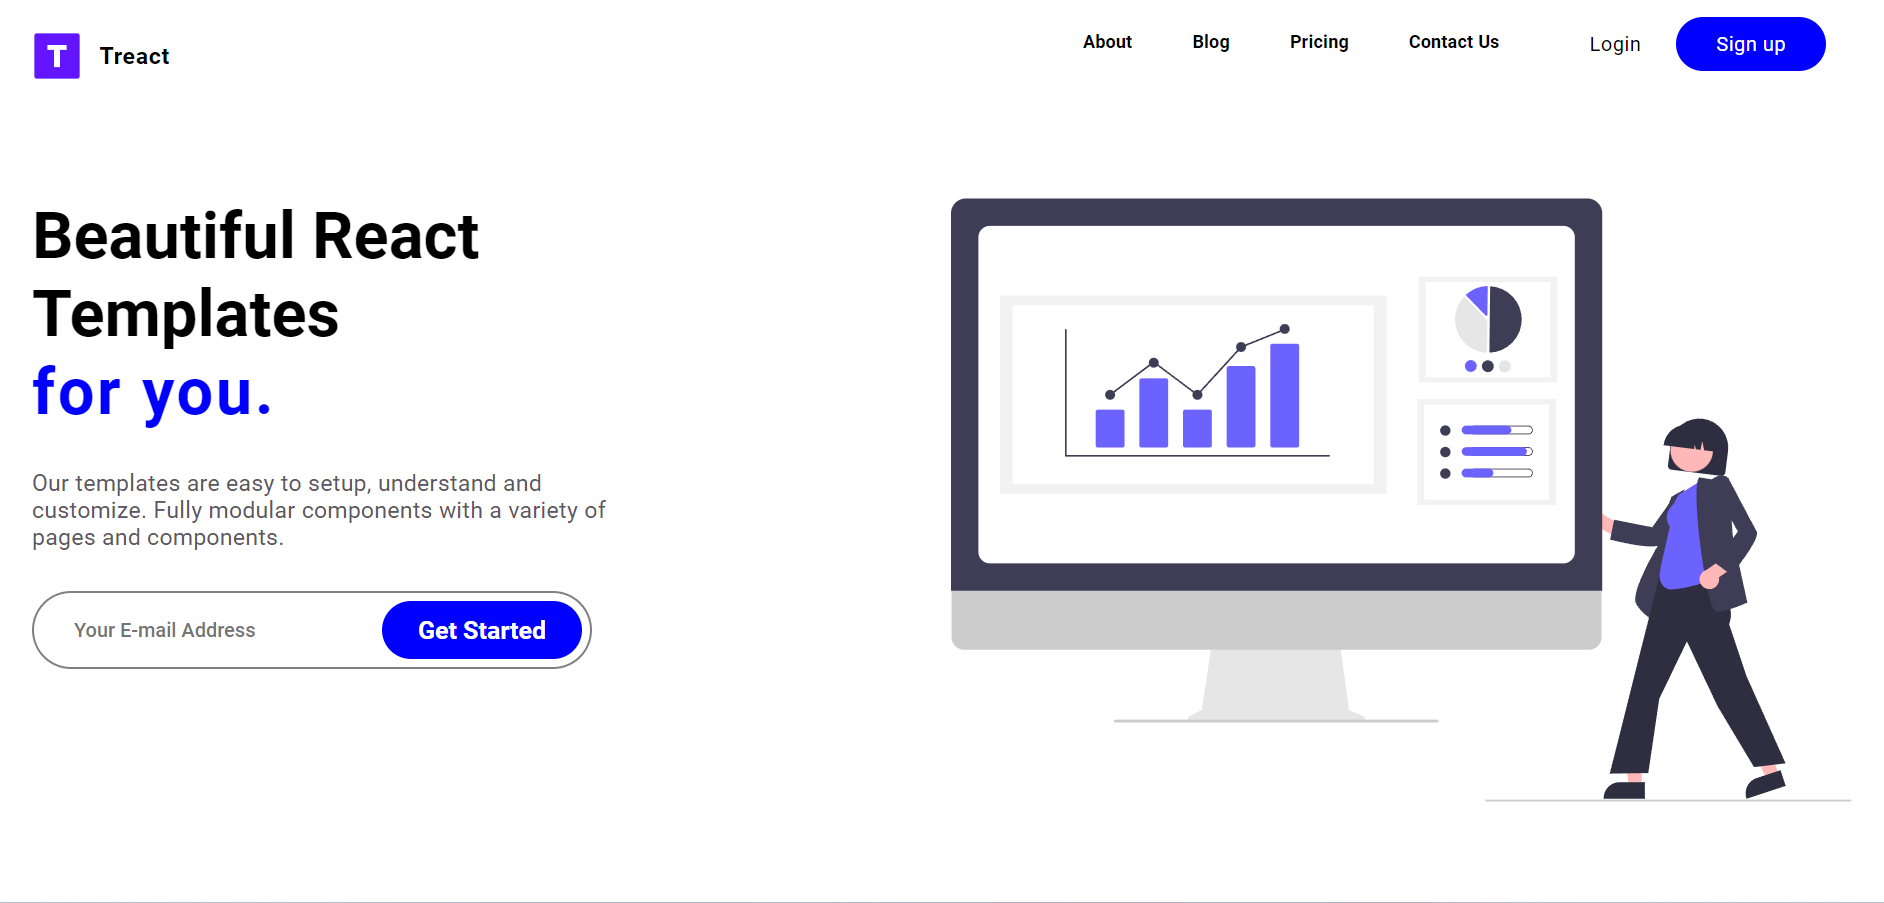 T
Treact
About
Blog
Pricing
Contact Us
Login
Sign up
Beautiful React
Templates
for you.
Our templates are easy to setup, understand and
customize. Fully modular components with a variety of
pages and components.
Your E-mail Address
Get Started